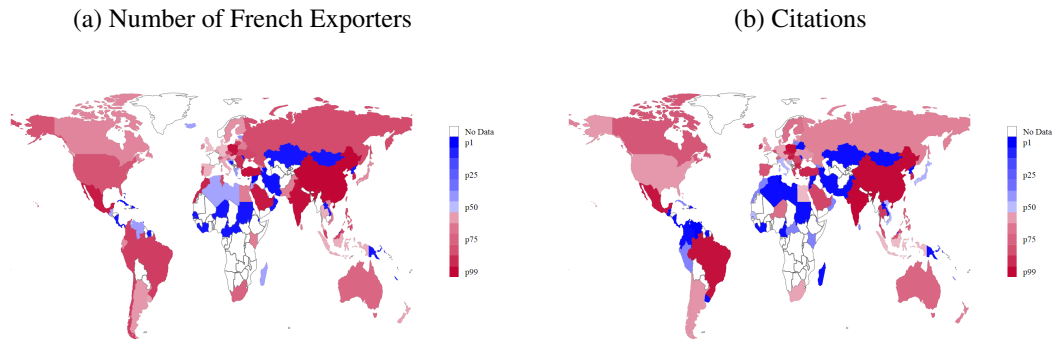 (a) Number of French Exporters
(b) Citations
No Data
p1
p25
p50
p75
p99
No Data
p1
p25
p50
p75
p99